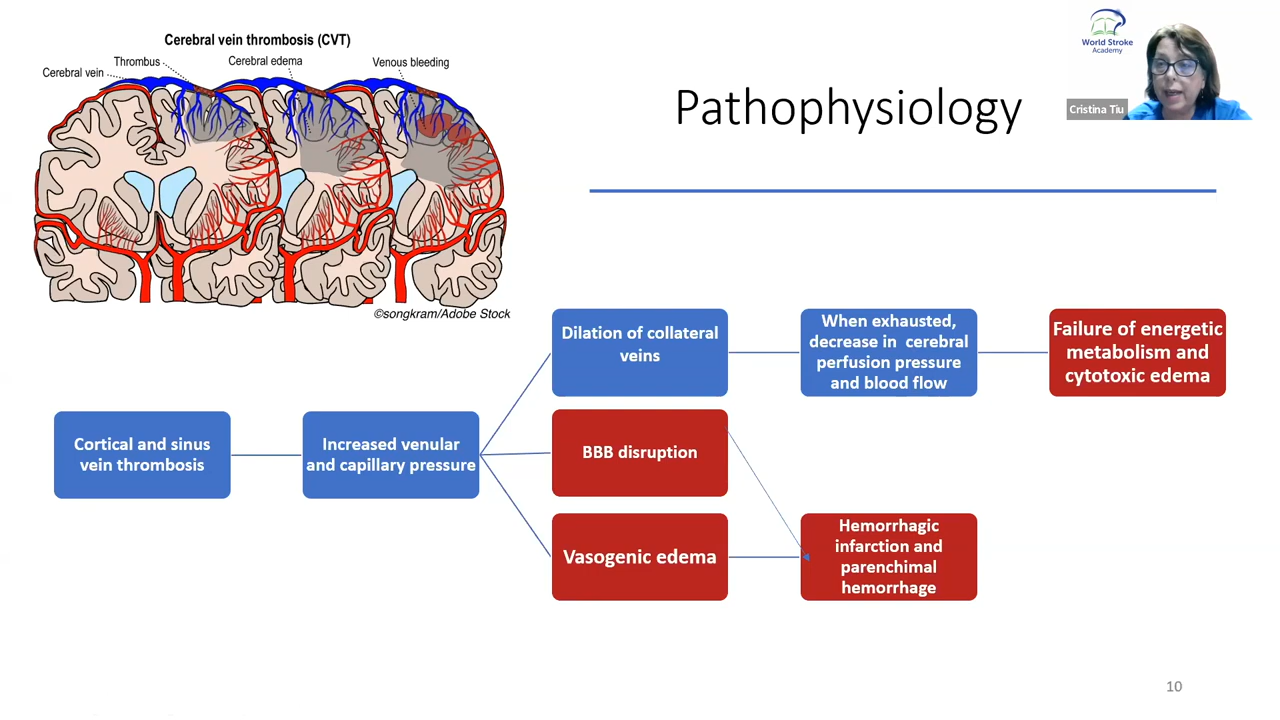 Cerebral vein thrombosis (CVT)
Thrombus
Cerebral edema
Venous bleeding
Cerebral vein
©songkram/Adobe Stock
Pathophysiology
World Stroke
Academy
Cristina Tiu
Dilation of collateral
veins
When exhausted,
decrease in cerebral
perfusion pressure
and blood flow
Failure of energetic
metabolism and
cytotoxic edema
Cortical and sinus
vein thrombosis
Increased venular
and capillary pressure
BBB disruption
Vasogenic edema
Hemorrhagic
infarction and
parenchimal
hemorrhage
10